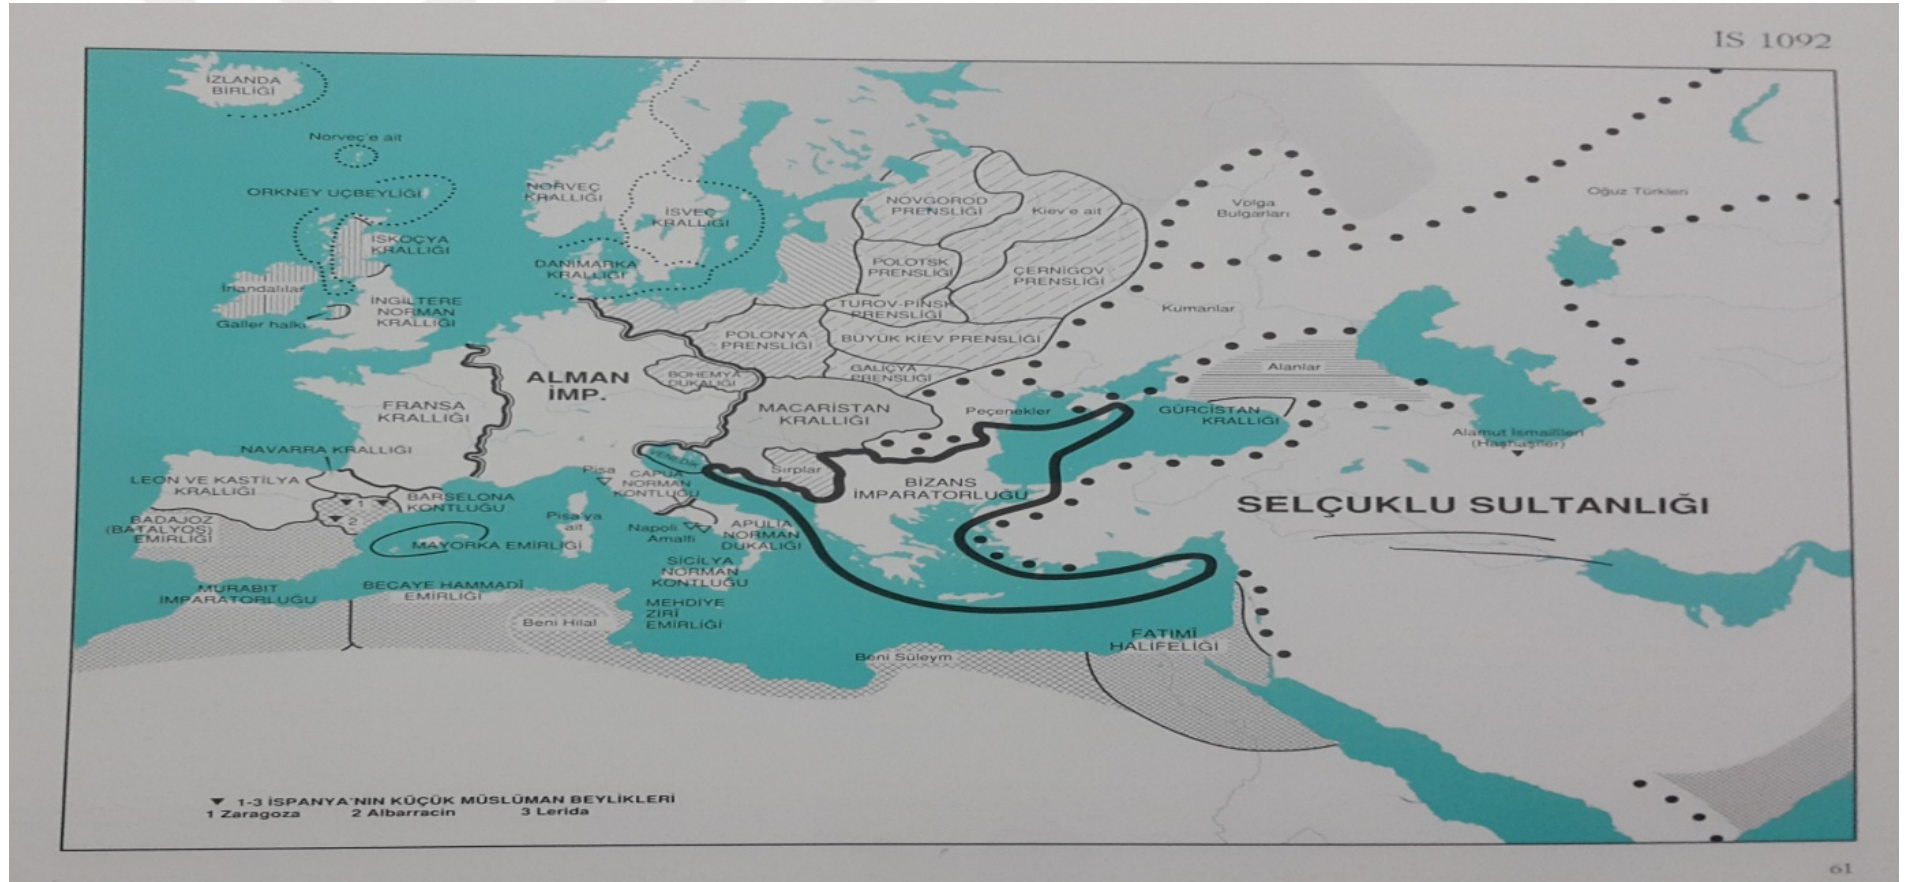 İS 1092
İZLANDA
BİRLİĞİ
Norveç'e ait
ORKNEY UÇBEYLİĞİ
NORVEÇ
KRALLIĞI
İSVEÇ
KRALLIĞI
NOVGOROD
PRENSLİĞİ
Kiev'e ait
Volga
Bulgarları
Oğuz Türkleri
İSKOÇYA
KRALLIĞI
DANİMARKA
KRALLIĞI
POLOTSK
PRENSLİĞİ
ÇERNİGOV
PRENSLİĞİ
İrlandalılar
Galler halkı
İNGİLTERE
NORMAN
KRALLIĞI
TUROV-PİNSK
PRENSLİĞİ
Kumanlar
POLONYA
PRENSLİĞİ
BÜYÜK KİEV PRENSLİĞİ
ALMAN
İMP.
BOHEMYA
DUKALIĞI
GALİÇYA
PRENSLİĞİ
Alanlar
FRANSA
KRALLIĞI
MACARİSTAN
KRALLIĞI
Peçenekler
GÜRCİSTAN
KRALLIĞI
Alamut İsmailîleri
(Haşhaşîler)
NAVARRA KRALLIĞI
LEON VE KASTİLYA
KRALLIĞI
VENEDİK
Sırplar
Pisa
CAPUA
NORMAN
KONTLUĞU
BİZANS
İMPARATORLUĞU
SELÇUKLU SULTANLIĞI
1
2
BARSELONA
KONTLUĞU
BADAJOZ
(BATALYOS)
EMİRLİĞİ
Pisa'ya
ait
Napoli
Amalfi
APULIA
NORMAN
DUKALIĞI
MAYORKA EMİRLİĞİ
SİCİLYA
NORMAN
KONTLUĞU
MURABIT
İMPARATORLUĞU
BECAYE HAMMADİ
EMİRLİĞİ
MEHDİYE
ZİRİ
EMİRLİĞİ
Beni Hilal
Beni Süleym
FATIMÎ
HALİFELİĞİ
▼ 1-3 İSPANYA'NIN KÜÇÜK MÜSLÜMAN BEYLİKLERİ
1 Zaragoza 2 Albarracin 3 Lerida
61